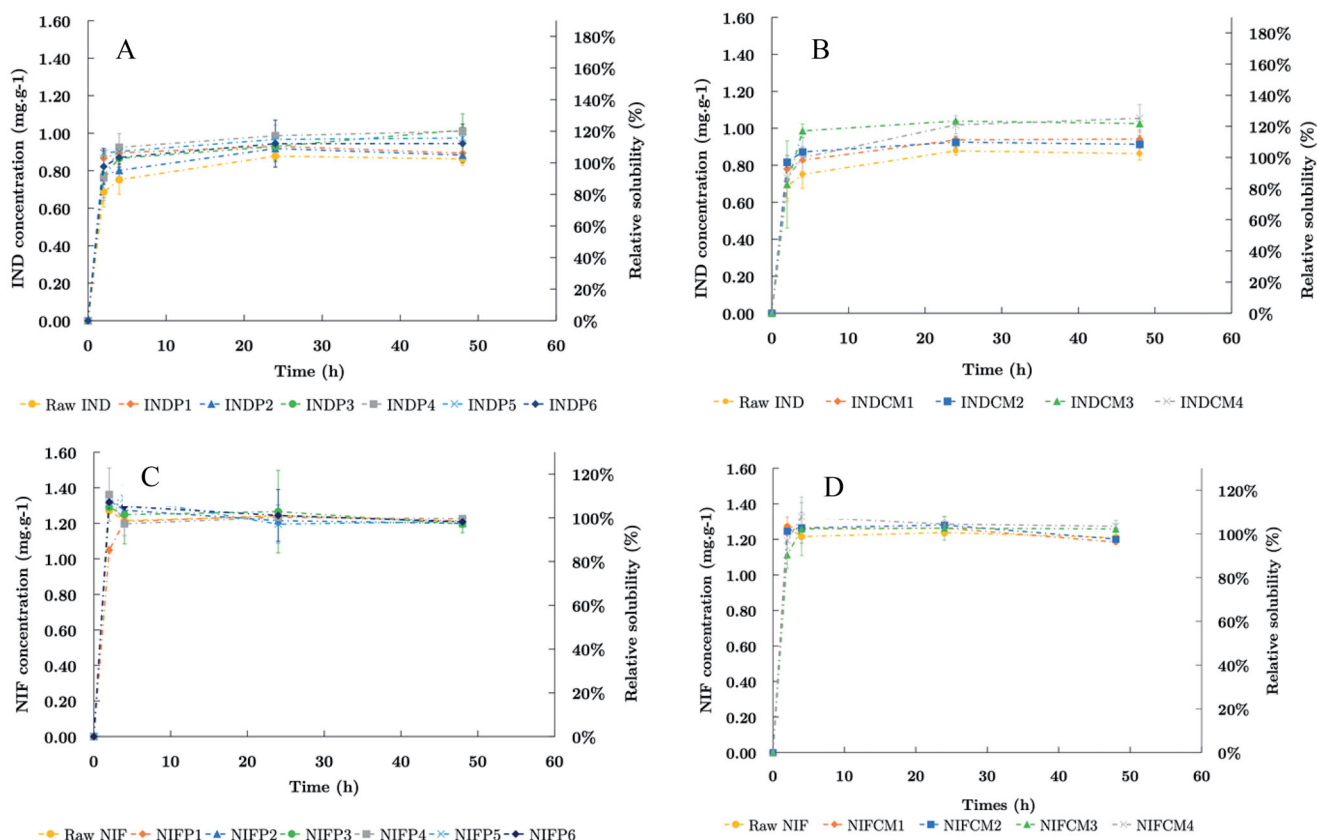 A
IND concentration (mg.g-1)
1.60
1.40
1.20
1.00
0.80
0.60
0.40
0.20
0.00
180%
160%
140%
120%
100%
80%
60%
40%
20%
0%
Relative solubility (%)
0 10 20 30 40 50 60
Time (h)
Raw IND INDP1 INDP2 INDP3 INDP4 INDP5 INDP6
B
IND concentration (mg.g-1)
1.60
1.40
1.20
1.00
0.80
0.60
0.40
0.20
0.00
180%
160%
140%
120%
100%
80%
60%
40%
20%
0%
Relative solubility (%)
0 10 20 30 40 50 60
Time (h)
Raw IND INDCM1 INDCM2 INDCM3 INDCM4
C
NIF concentration (mg.g-1)
1.60
1.40
1.20
1.00
0.80
0.60
0.40
0.20
0.00
120%
100%
80%
60%
40%
20%
0%
Relative solubility (%)
0 10 20 30 40 50 60
Time (h)
Raw NIF NIFP1 NIFP2 NIFP3 NIFP4 NIFP5 NIFP6
D
NIF concentration (mg.g-1)
1.60
1.40
1.20
1.00
0.80
0.60
0.40
0.20
0.00
120%
100%
80%
60%
40%
20%
0%
Relative solubility (%)
0 10 20 30 40 50 60
Times (h)
Raw NIF NIFCM1 NIFCM2 NIFCM3 NIFCM4